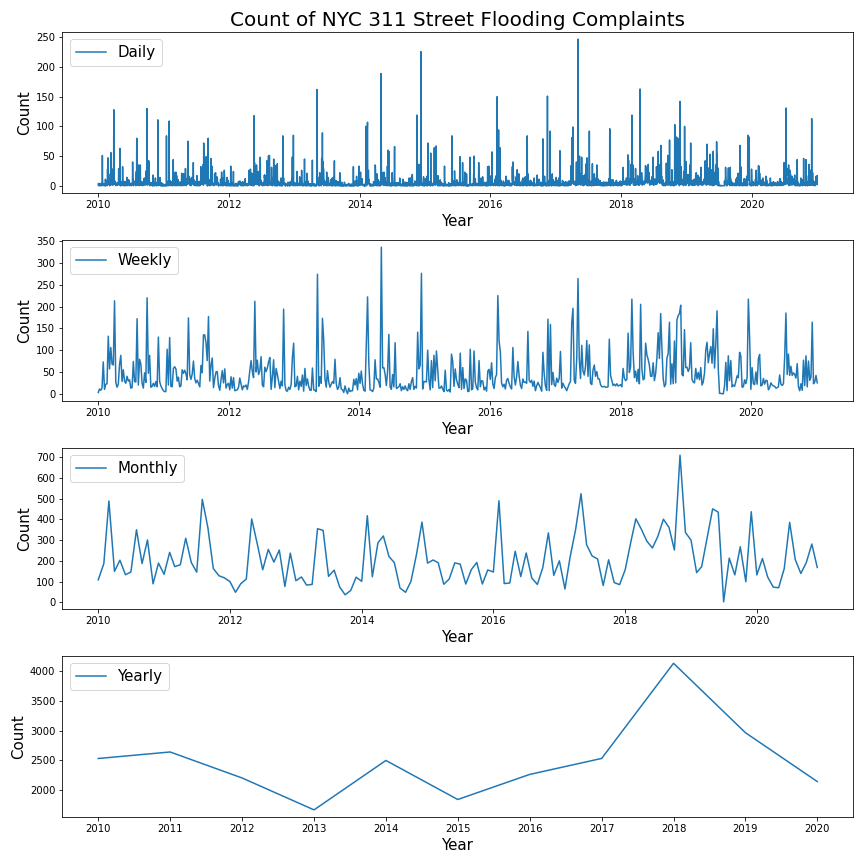 Count of NYC 311 Street Flooding Complaints
250
200
150
100
50
0
Count
Daily
2010 2012 2014 2016 2018 2020
Year
350
300
250
200
150
100
50
0
Count
Weekly
2010 2012 2014 2016 2018 2020
Year
700
600
500
400
300
200
100
0
Count
Monthly
2010 2012 2014 2016 2018 2020
Year
4000
3500
3000
2500
2000
Count
Yearly
2010 2011 2012 2013 2014 2015 2016 2017 2018 2019 2020
Year